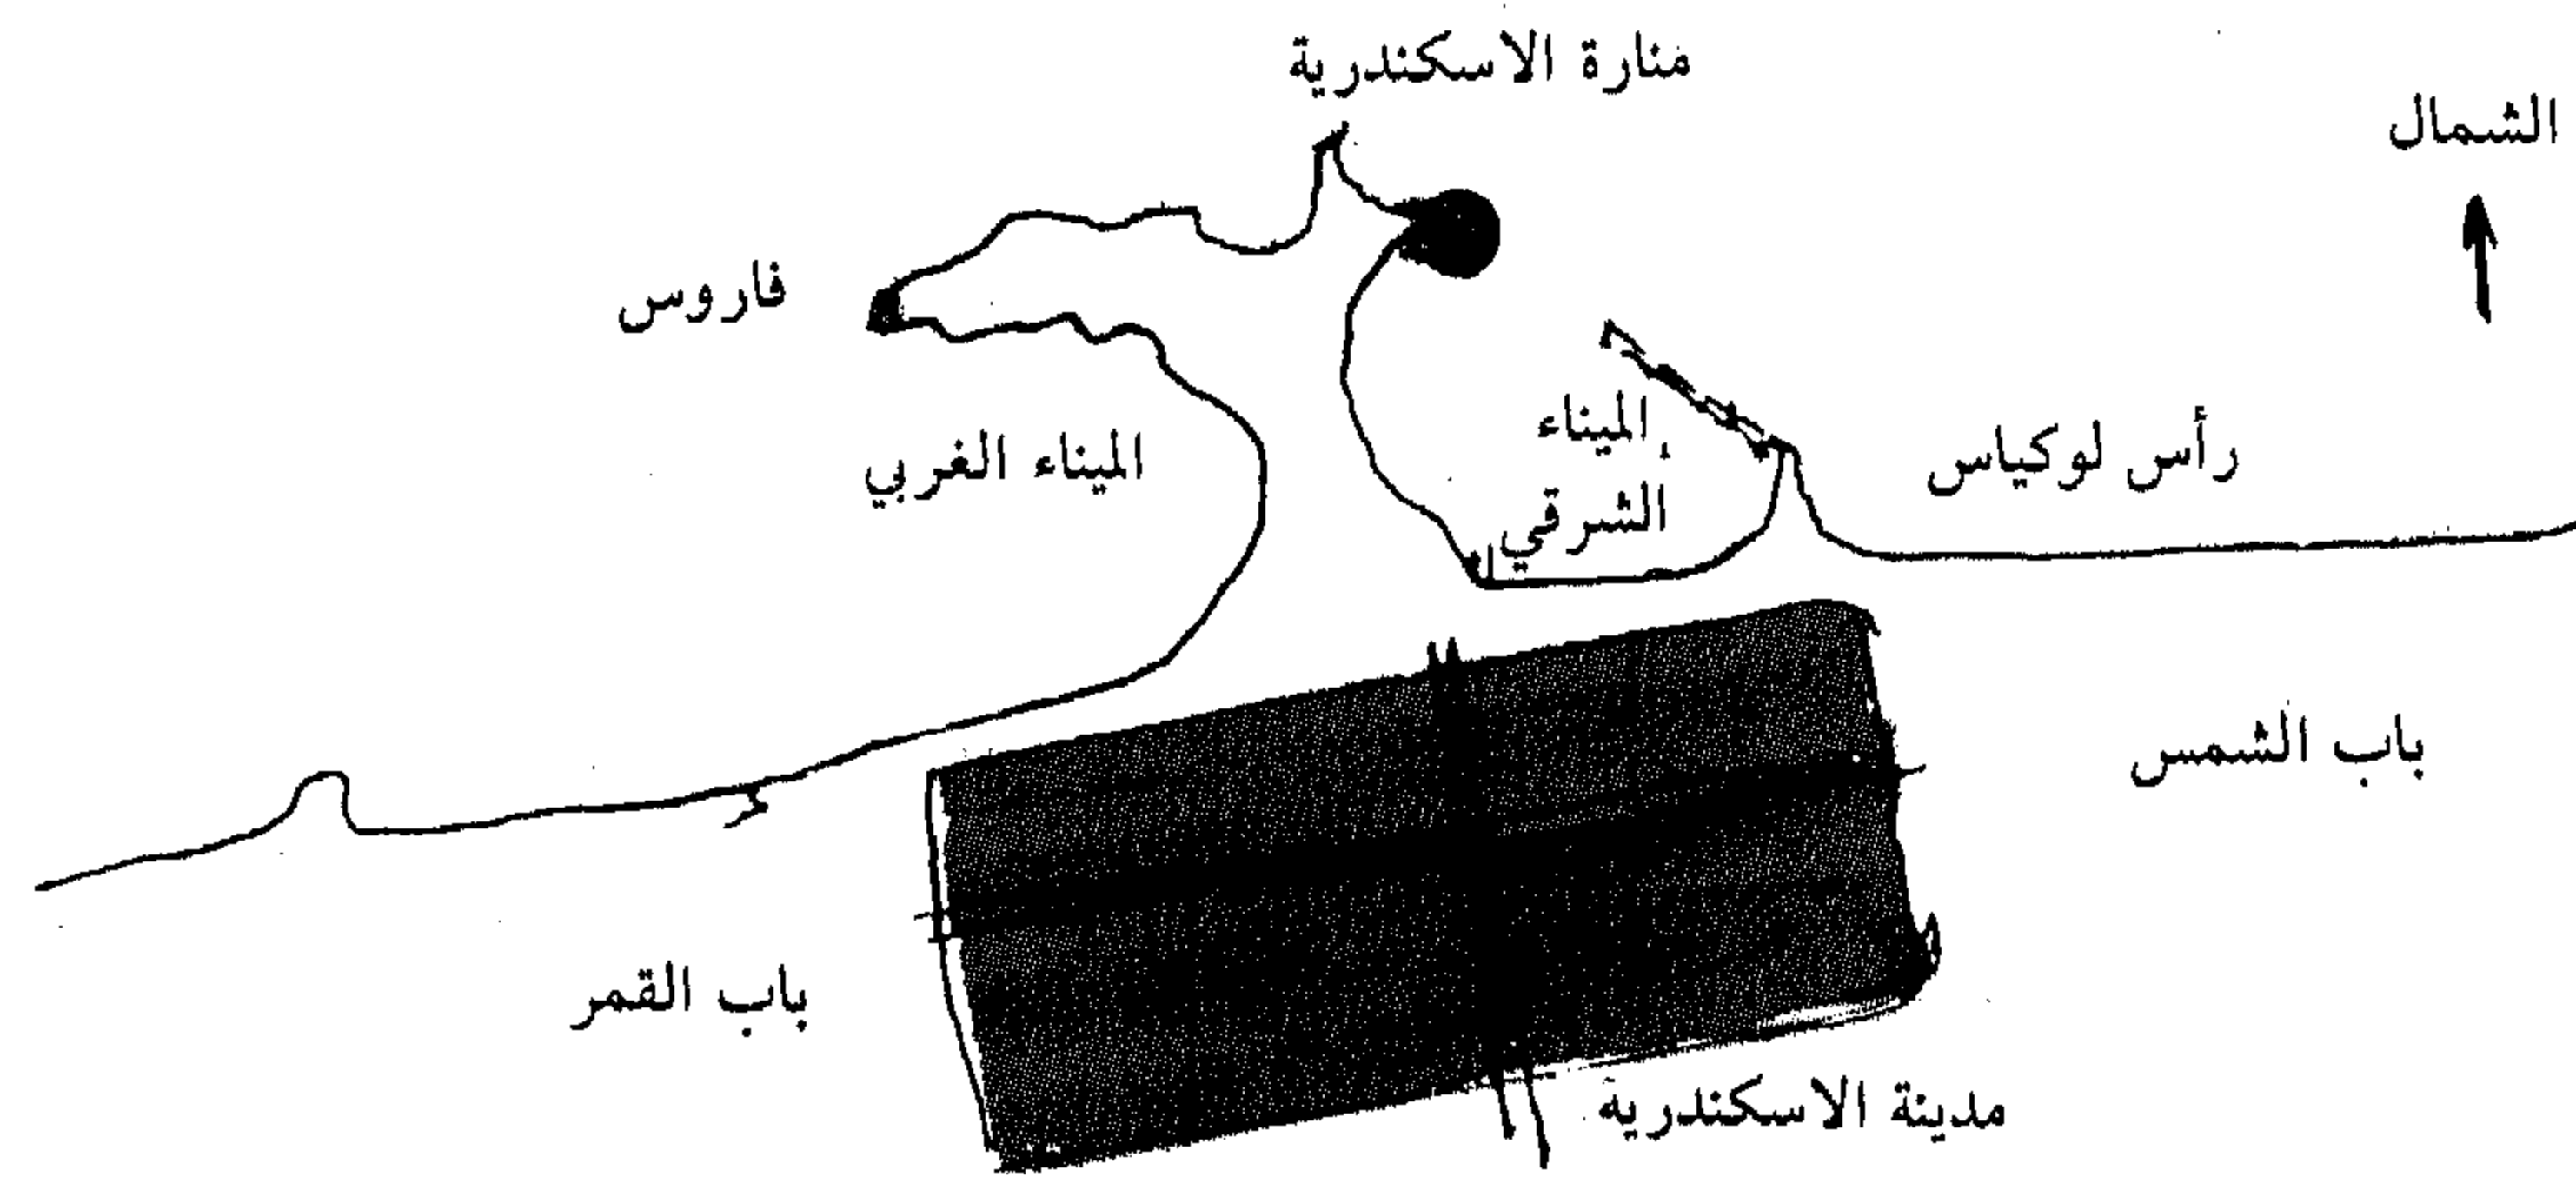 منارة الاسكندرية
الشمال
فاروس
الميناء
الشرقي
رأس لوكياس
الميناء الغربي
باب الشمس
باب القمر
مدينة الاسكندرية